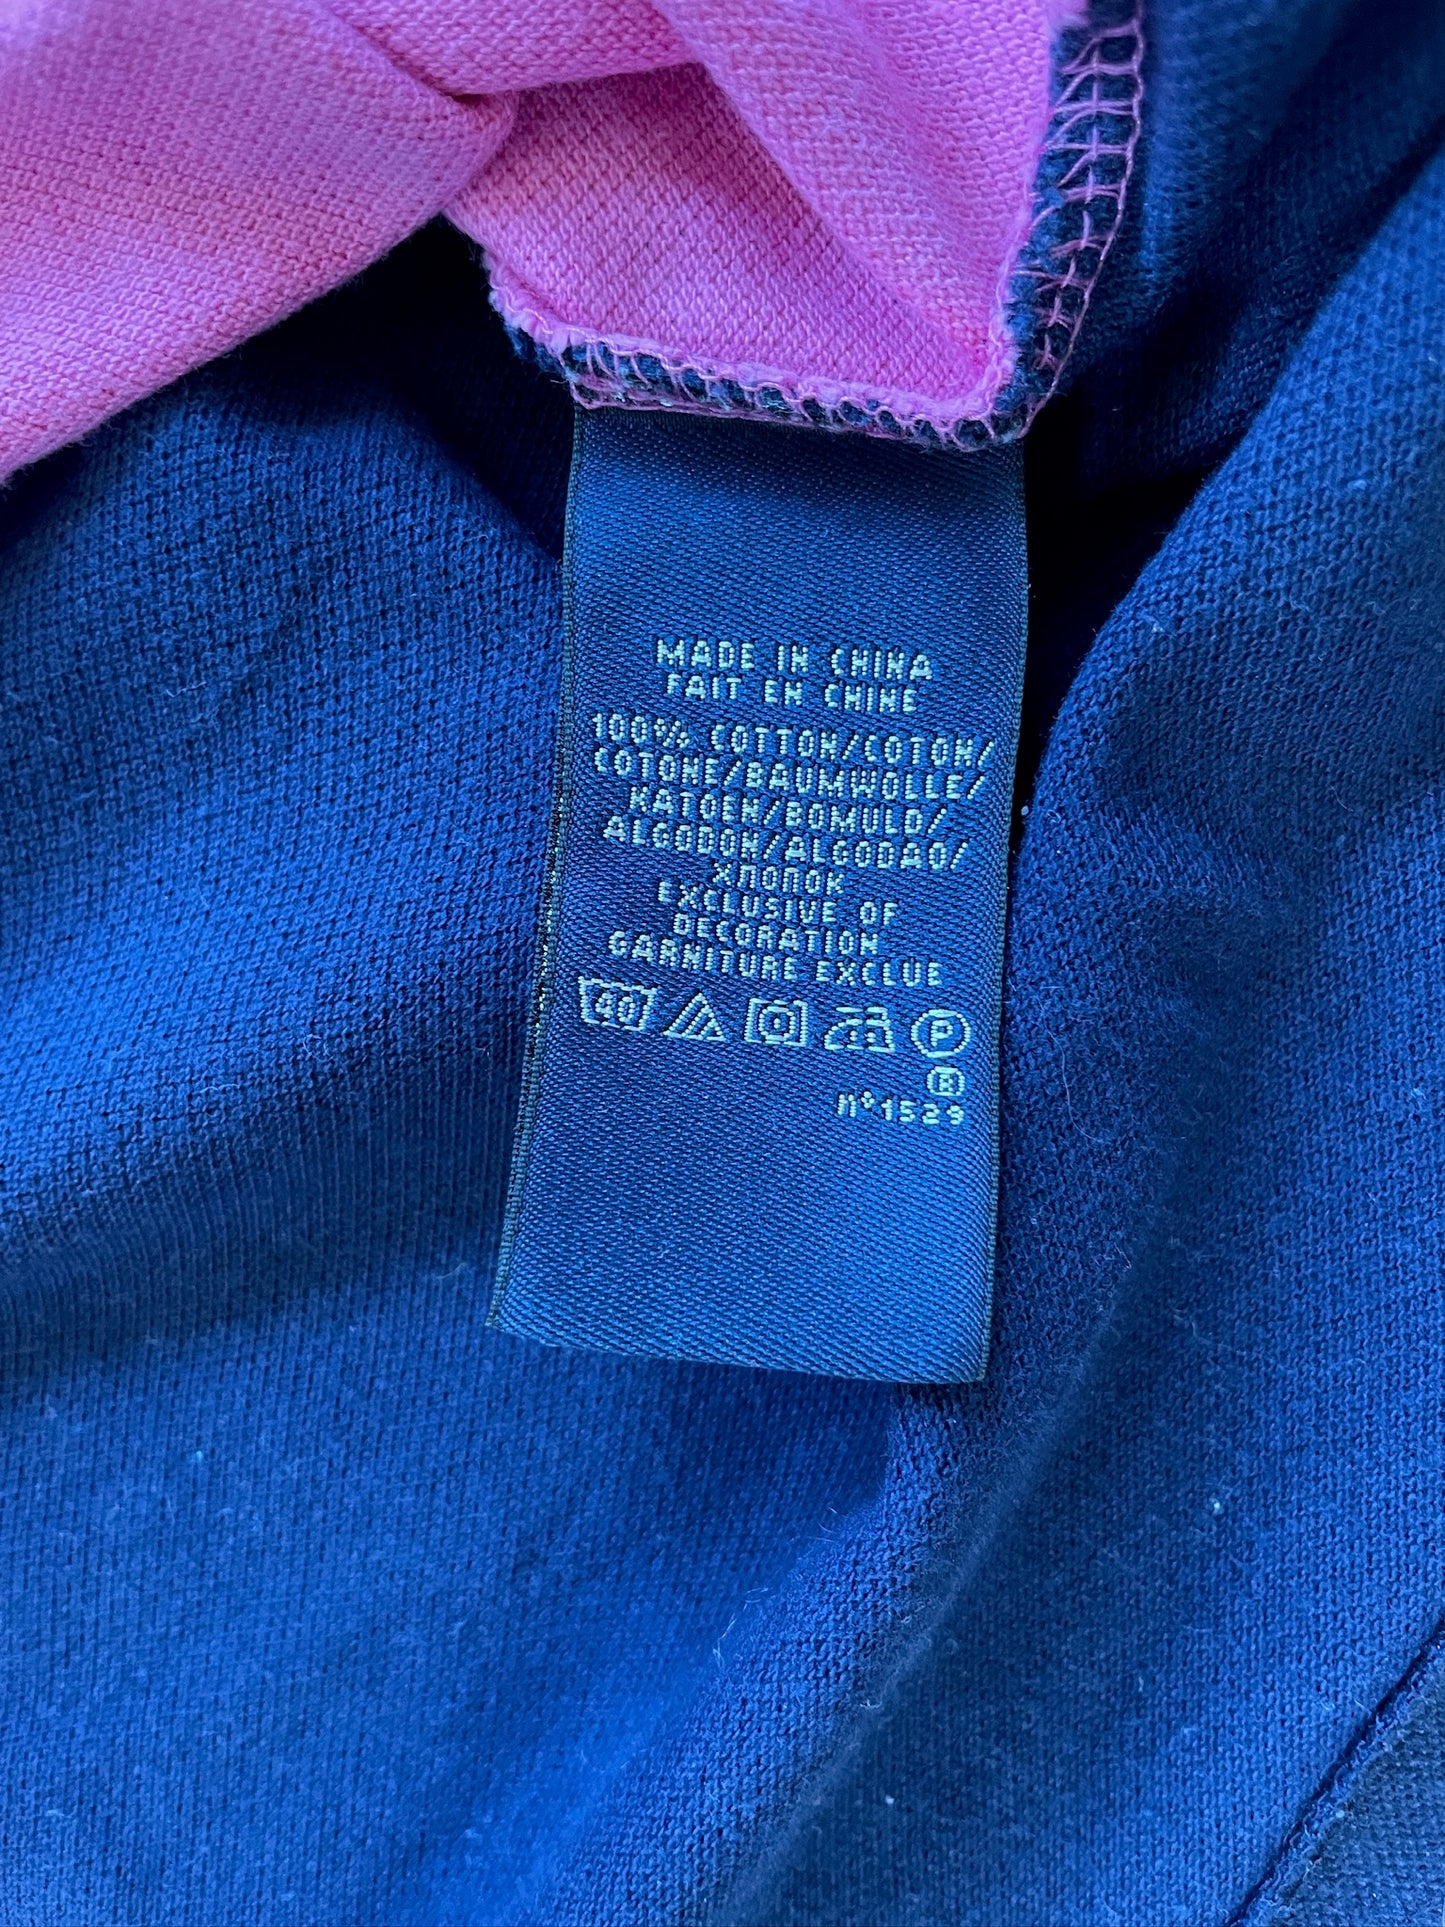 MADE IN CHINA
FAIT EN CHINE
100% COTTON/COTON/
COTONE/BAUMWOLLE/
KATOEN/BOMULD/
ALGODON/ALGODAO/
ХЛОПОК
EXCLUSIVE OF
DECORATION
GARNITURE EXCLUE
40 P
®
N°1529